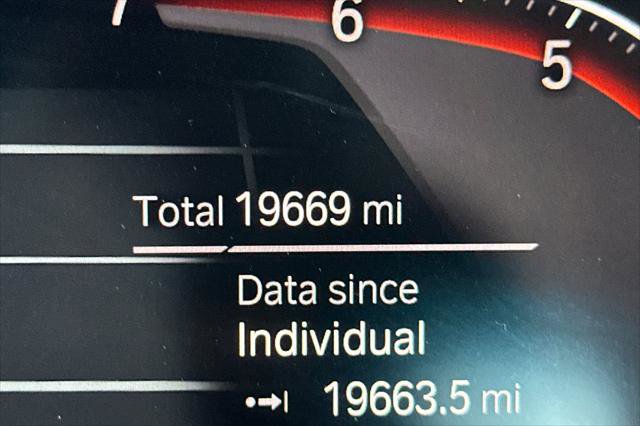 7 6 5
Total 19669 mi
Data since
Individual
19663.5 mi